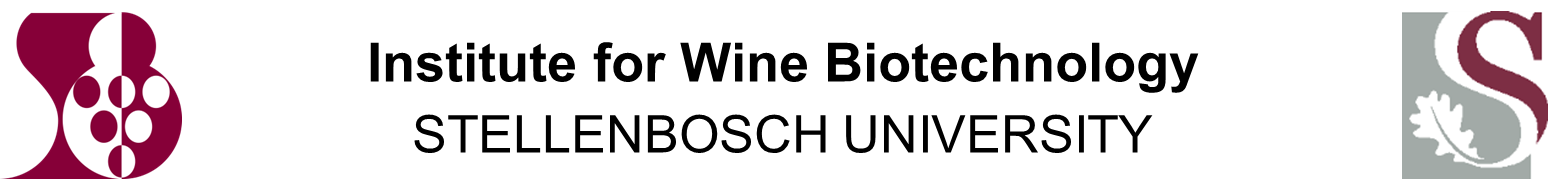 Institute for Wine Biotechnology
STELLENBOSCH UNIVERSITY